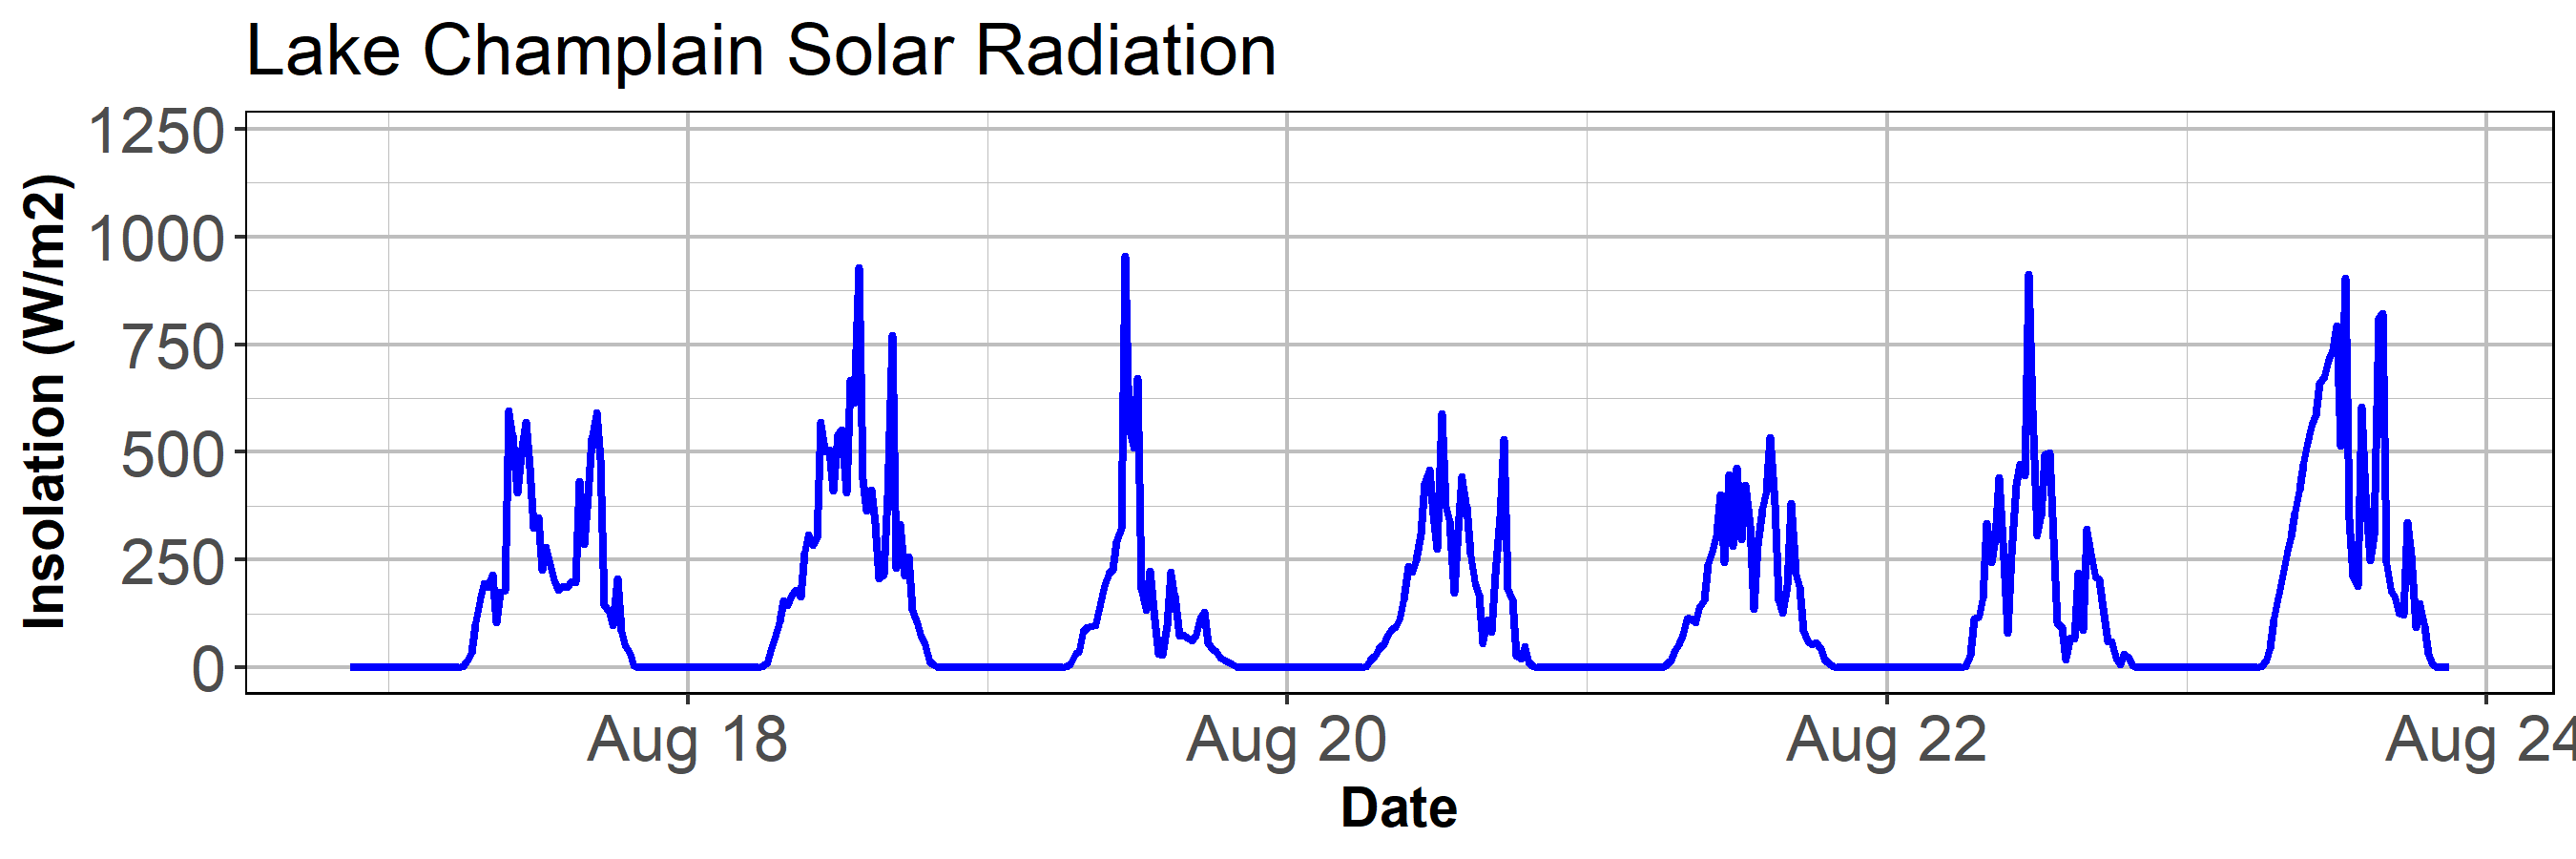 Lake Champlain Solar Radiation
1250
1000
750
500
250
0
Insolation (W/m2)
Aug 18 Aug 20 Aug 22 Aug 24
Date